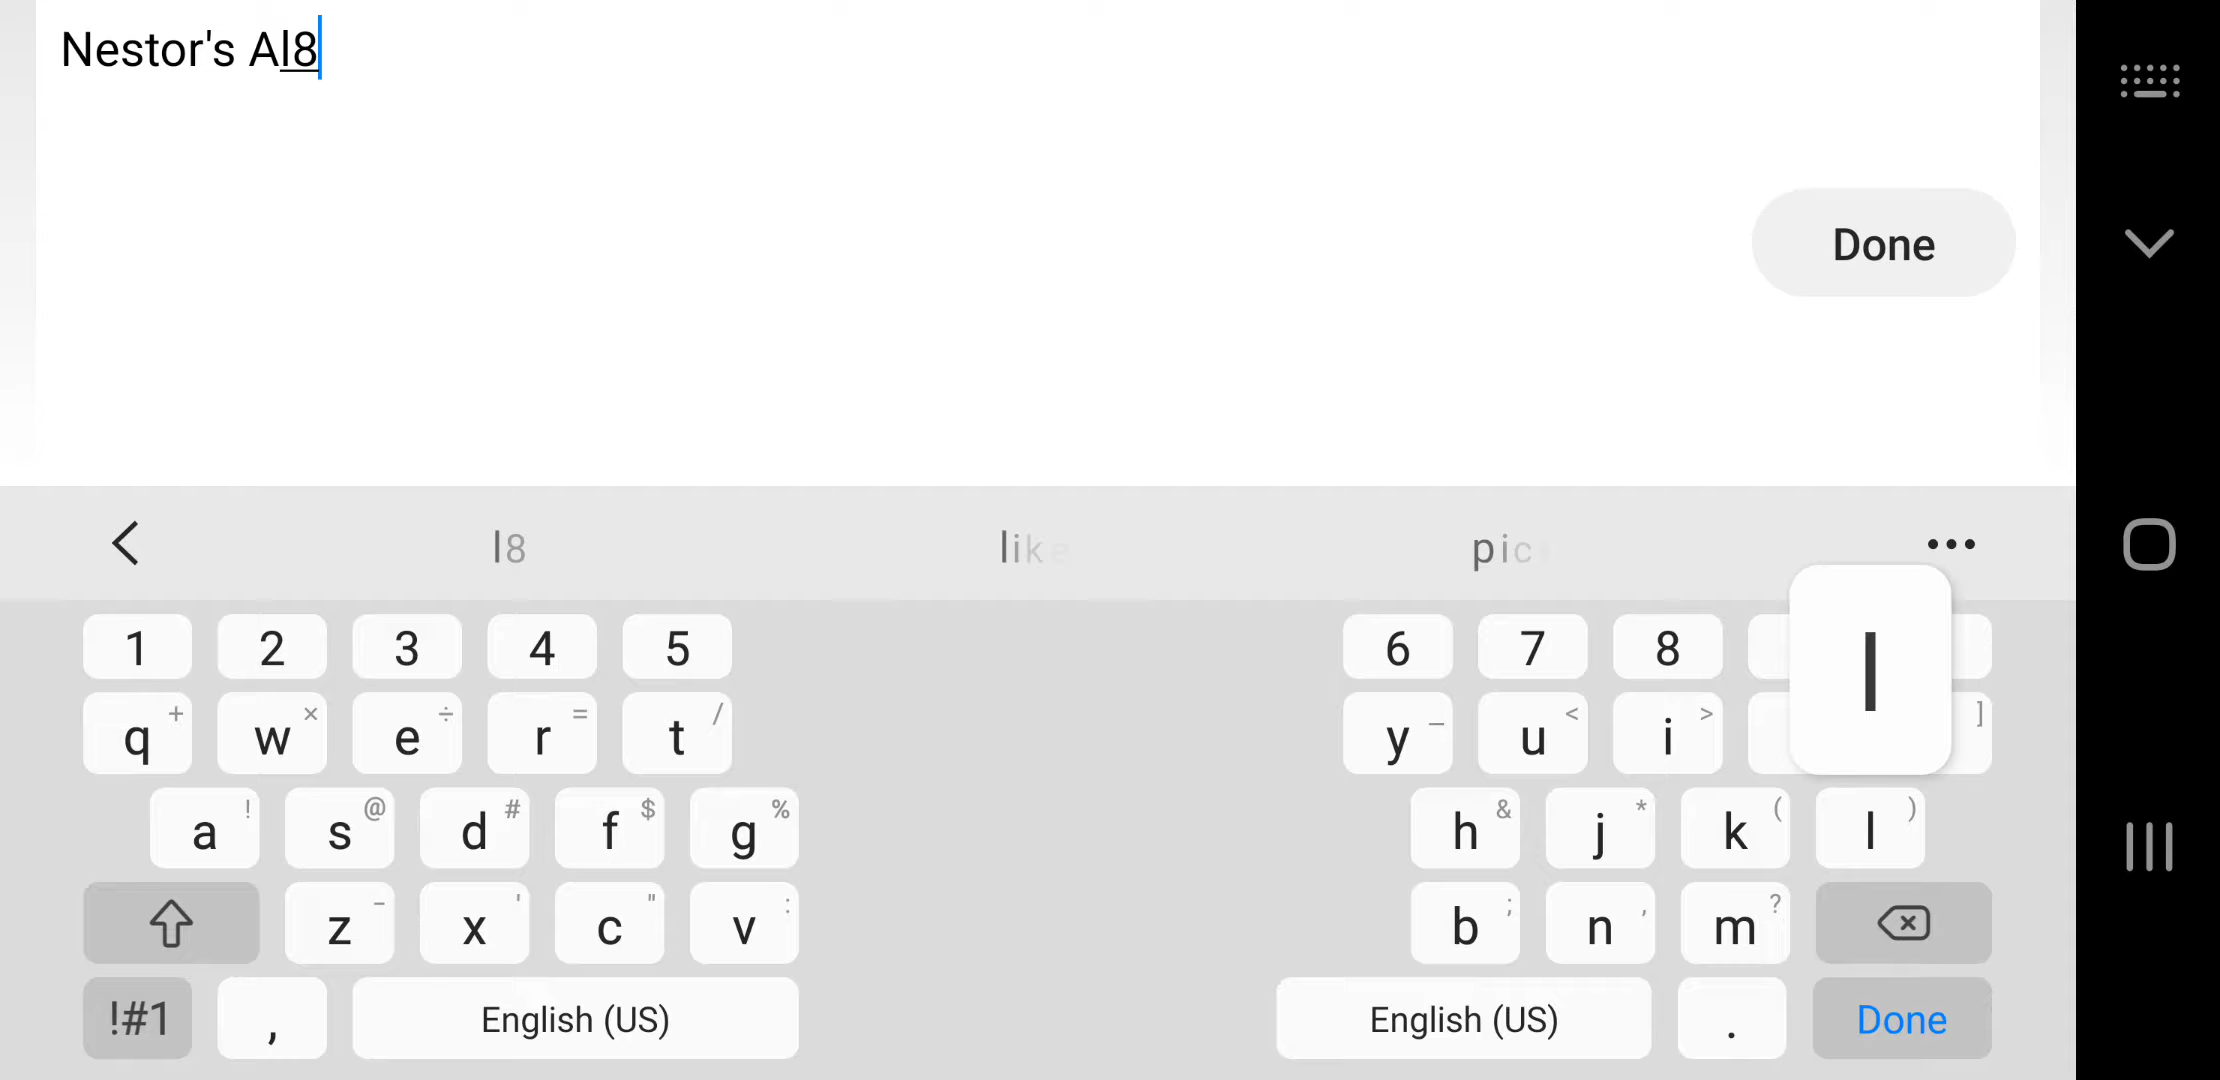 Nestor's Al8
Done
l8 like pic
1 2 3 4 5 6 7 8
q + w × e ÷ r = t / y _ u < i > ]
l
a ! s @ d # f $ g % h & j * k ( l )
z - x ' c " v : b ; n , m ?
!#1 , English (US) English (US) . Done